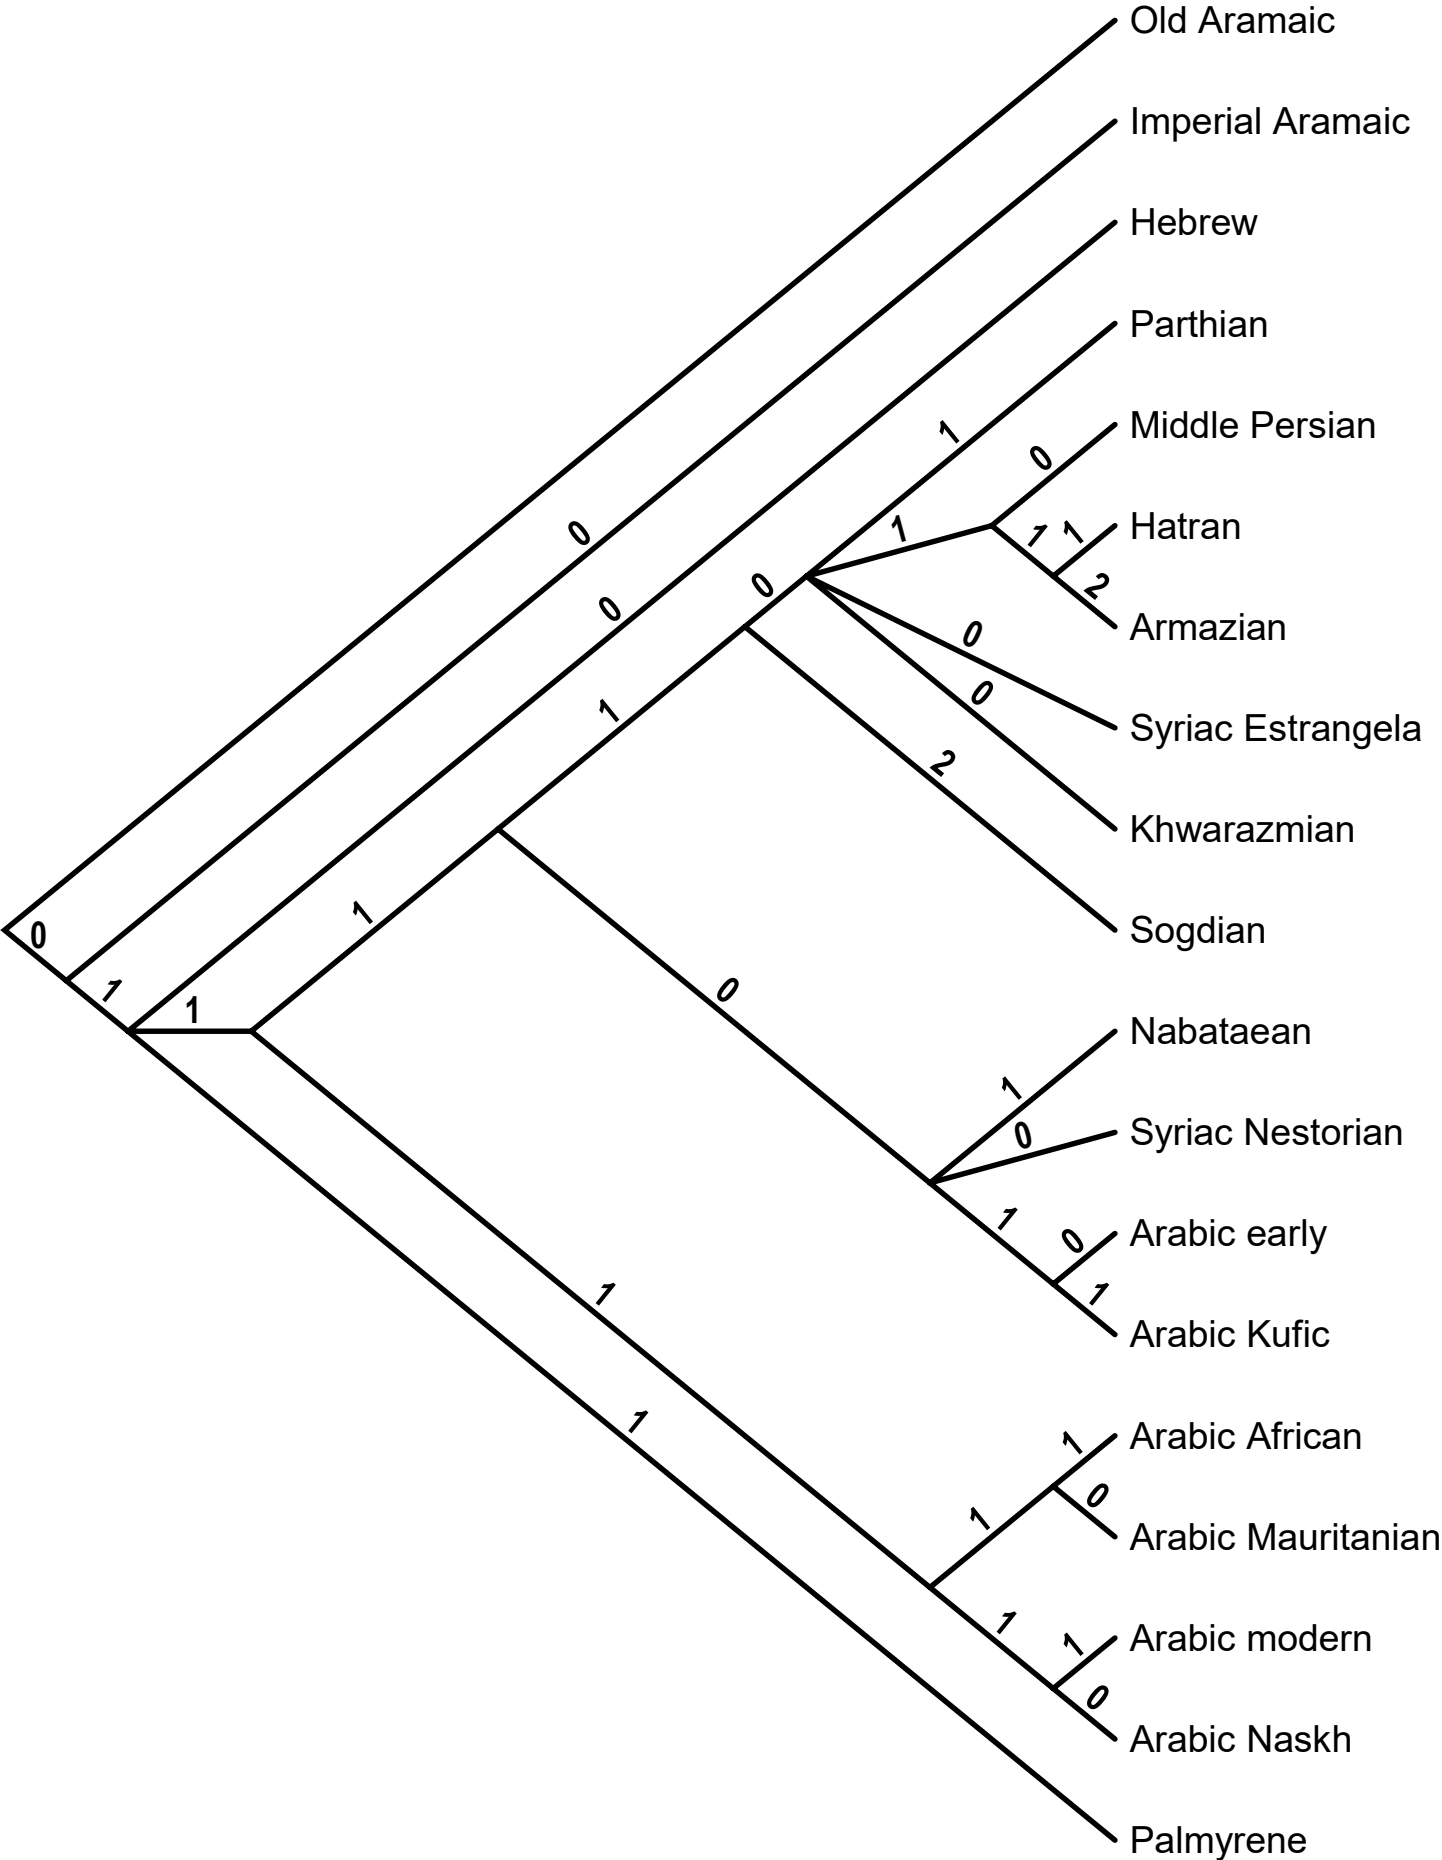 Old Aramaic
Imperial Aramaic
Hebrew
Parthian
1
Middle Persian
0
Hatran
0
1
1
1
Armazian
0
2
0
0
Syriac Estrangela
0
1
2
Khwarazmian
Sogdian
1
0
1
1
0
Nabataean
1
Syriac Nestorian
0
Arabic early
1
0
Arabic Kufic
1
1
Arabic African
1
1
Arabic Mauritanian
0
1
Arabic modern
1
1
Arabic Naskh
0
Palmyrene